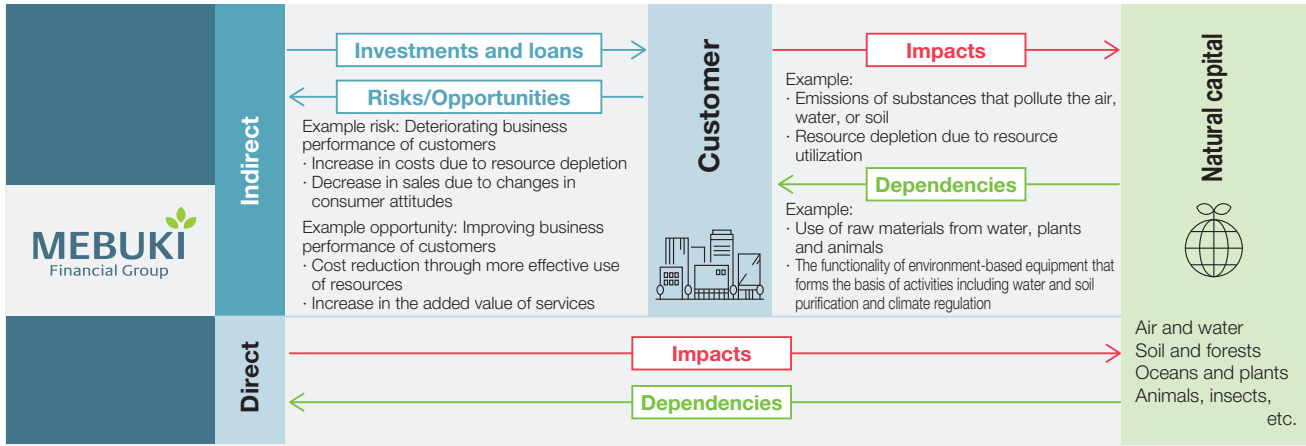 MEBUKI
Financial Group
Indirect
Investments and loans
Risks/Opportunities
Example risk: Deteriorating business
performance of customers
· Increase in costs due to resource depletion
· Decrease in sales due to changes in
consumer attitudes
Example opportunity: Improving business
performance of customers
· Cost reduction through more effective use
of resources
· Increase in the added value of services
Customer
Impacts
Example:
· Emissions of substances that pollute the air,
water, or soil
· Resource depletion due to resource
utilization
Dependencies
Example:
· Use of raw materials from water, plants
and animals
· The functionality of environment-based equipment that
forms the basis of activities including water and soil
purification and climate regulation
Natural capital
Air and water
Soil and forests
Oceans and plants
Animals, insects,
etc.
Direct
Impacts
Dependencies